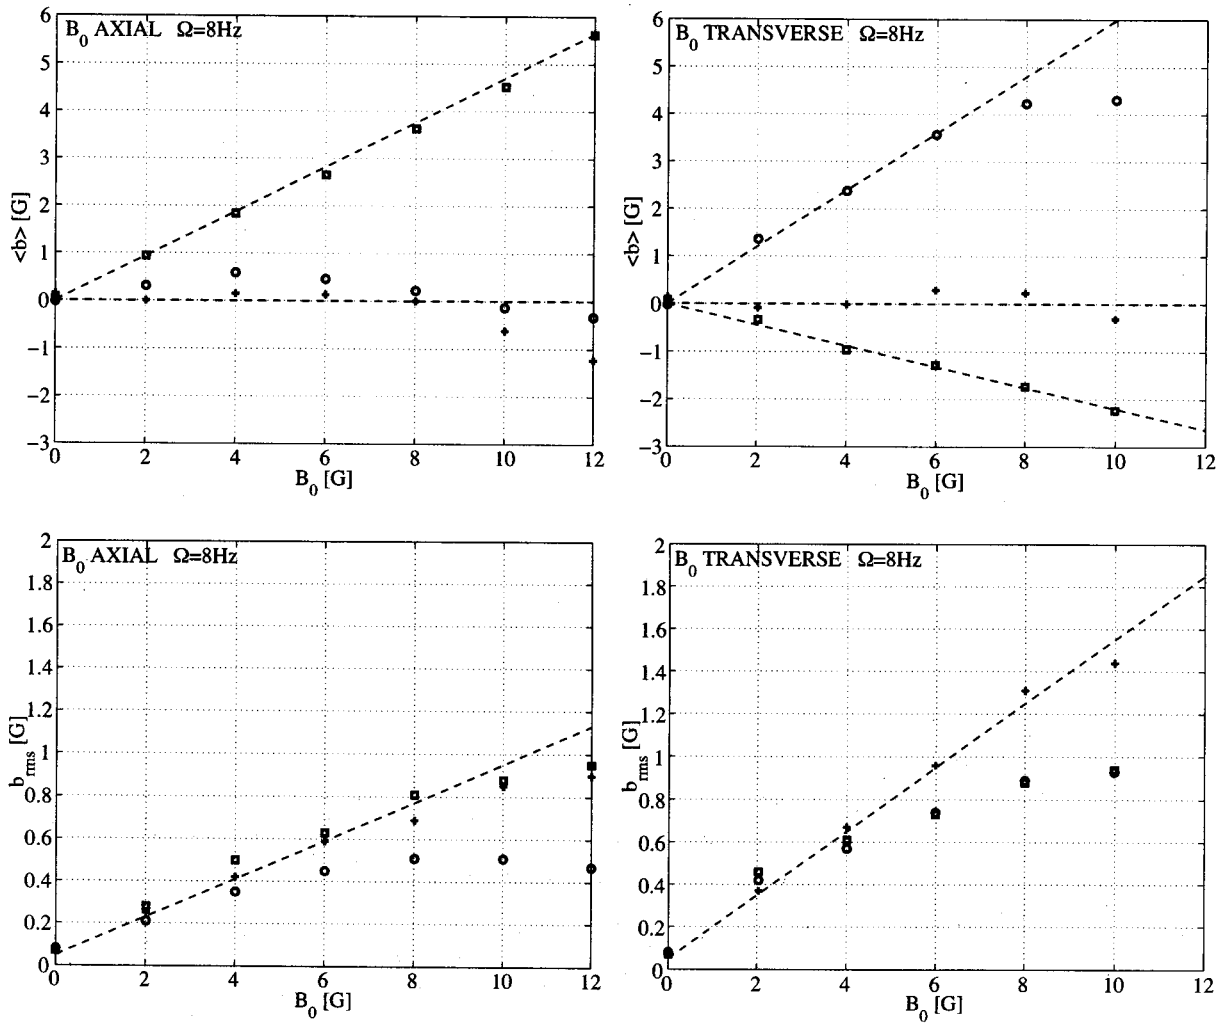 B0 AXIAL Ω=8Hz
6
5
4
3
2
1
0
−1
−2
−3
<b> [G]
0 2 4 6 8 10 12
B0 [G]
B0 TRANSVERSE Ω=8Hz
6
5
4
3
2
1
0
−1
−2
−3
<b> [G]
0 2 4 6 8 10 12
B0 [G]
B0 AXIAL Ω=8Hz
2
1.8
1.6
1.4
1.2
1
0.8
0.6
0.4
0.2
0
brms [G]
0 2 4 6 8 10 12
B0 [G]
B0 TRANSVERSE Ω=8Hz
2
1.8
1.6
1.4
1.2
1
0.8
0.6
0.4
0.2
0
brms [G]
0 2 4 6 8 10 12
B0 [G]